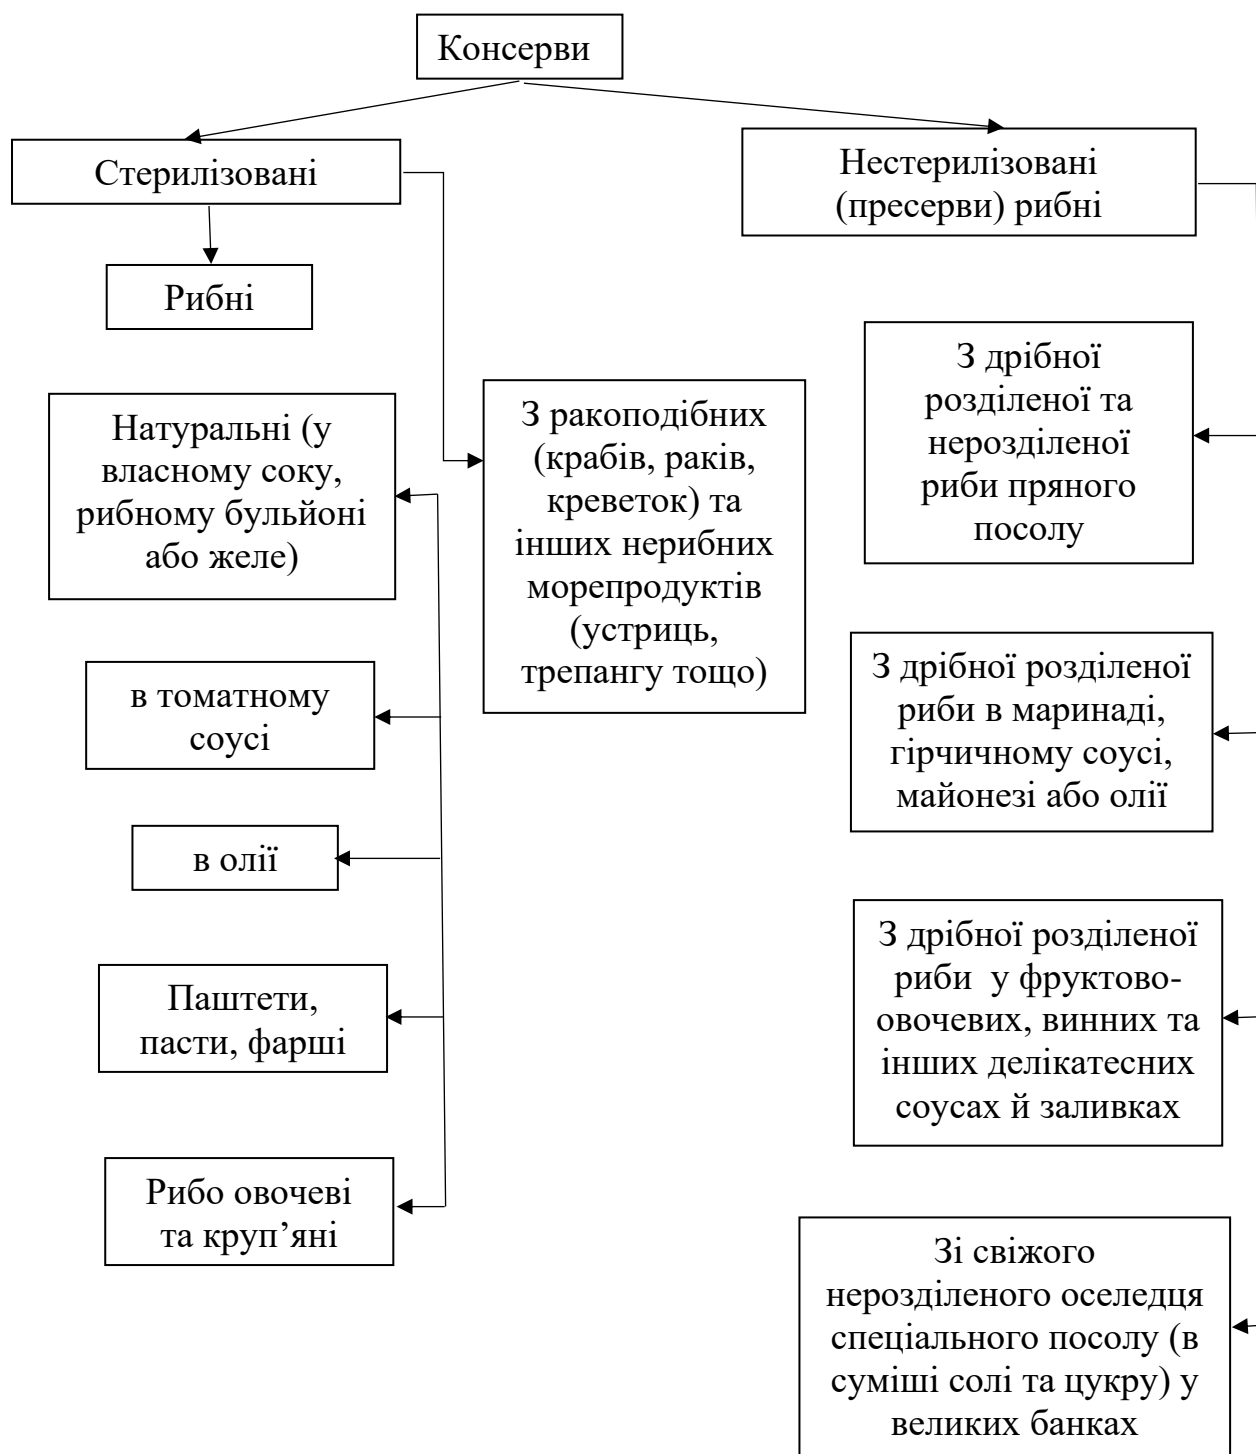 Консерви
Стерилізовані
Нестерилізовані
(пресерви) рибні
Рибні
Натуральні (у
власному соку,
рибному бульйоні
або желе)
в томатному
соусі
в олії
Паштети,
пасти, фарші
Рибо овочеві
та круп’яні
З ракоподібних
(крабів, раків,
креветок) та
інших нерибних
морепродуктів
(устриць,
трепангу тощо)
З дрібної
розділеної та
нерозділеної
риби пряного
посолу
З дрібної розділеної
риби в маринаді,
гірчичному соусі,
майонезі або олії
З дрібної розділеної
риби у фруктово-
овочевих, винних та
інших делікатесних
соусах й заливках
Зі свіжого
нерозділеного оселедця
спеціального посолу (в
суміші солі та цукру) у
великих банках